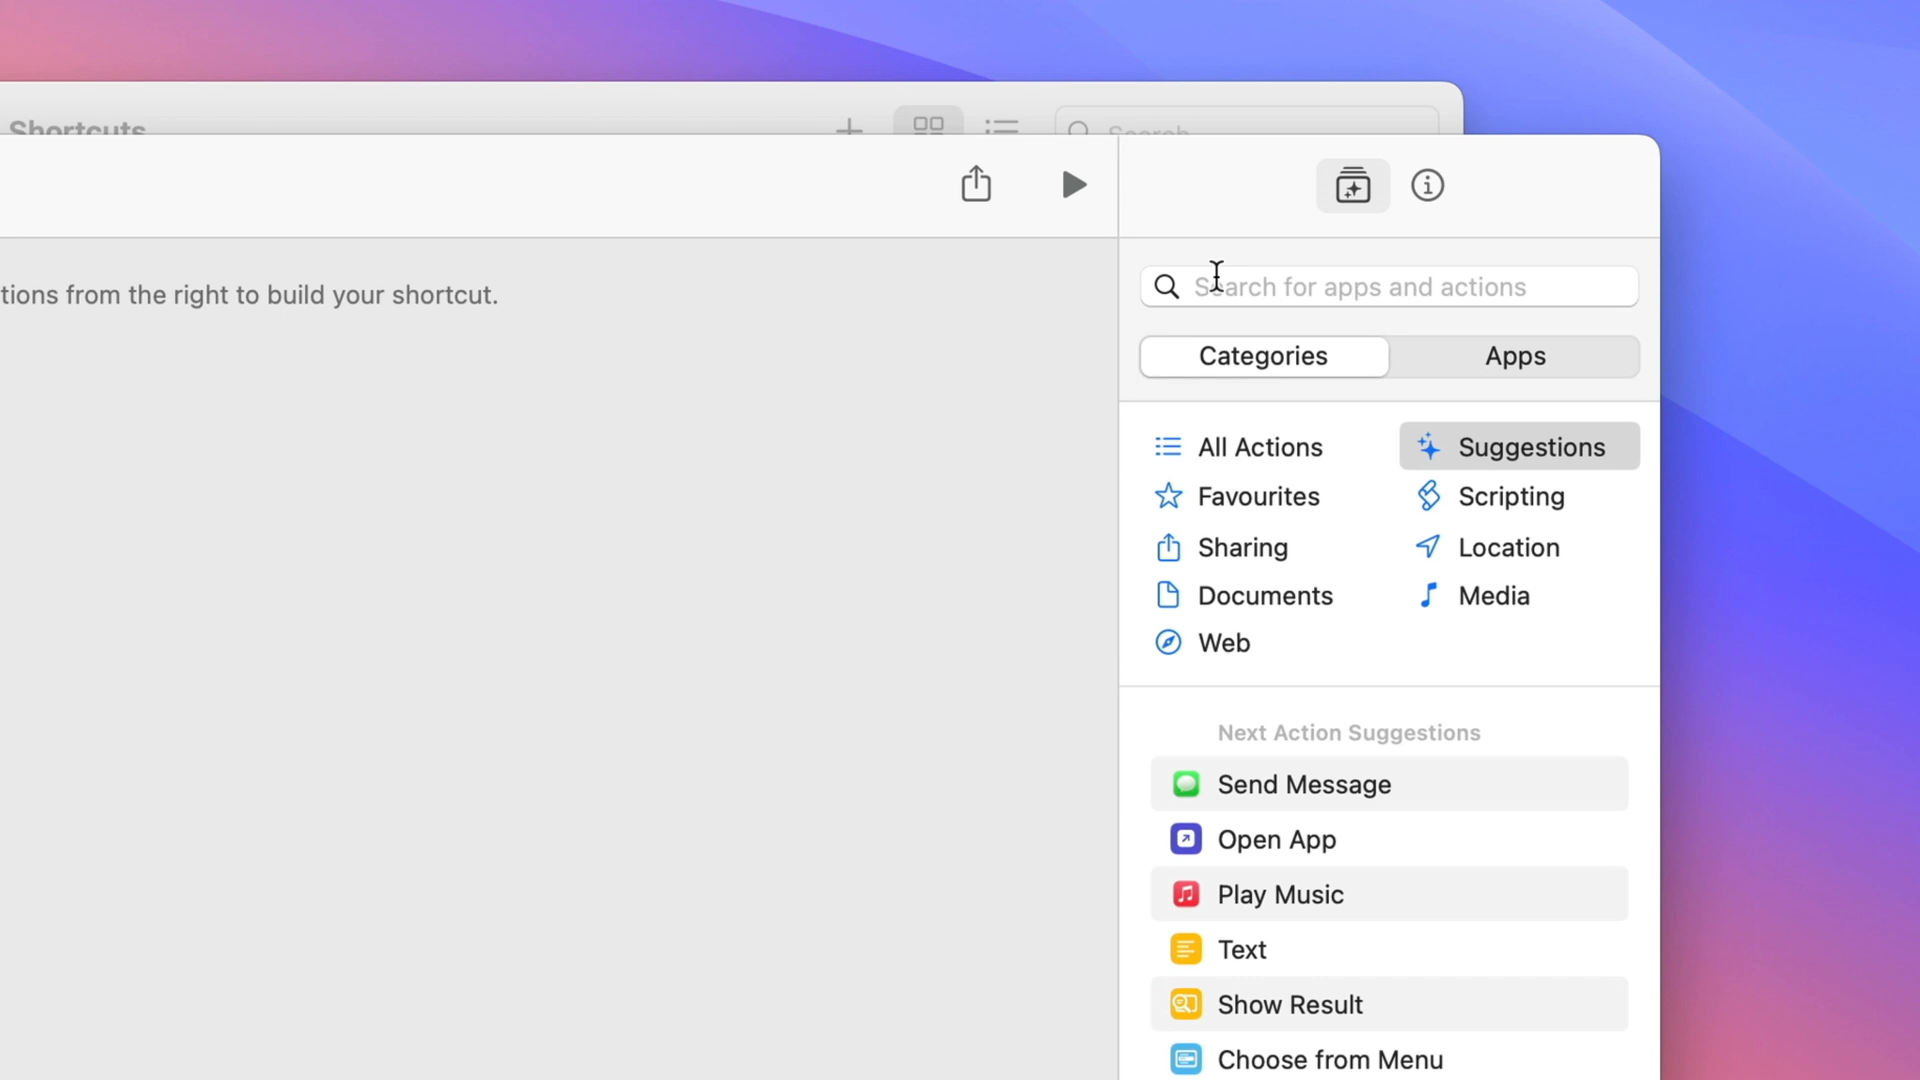 Shortcuts
Search
tions from the right to build your shortcut.
Search for apps and actions
Categories Apps
All Actions Suggestions
Favourites Scripting
Sharing Location
Documents Media
Web
Next Action Suggestions
Send Message
Open App
Play Music
Text
Show Result
Choose from Menu